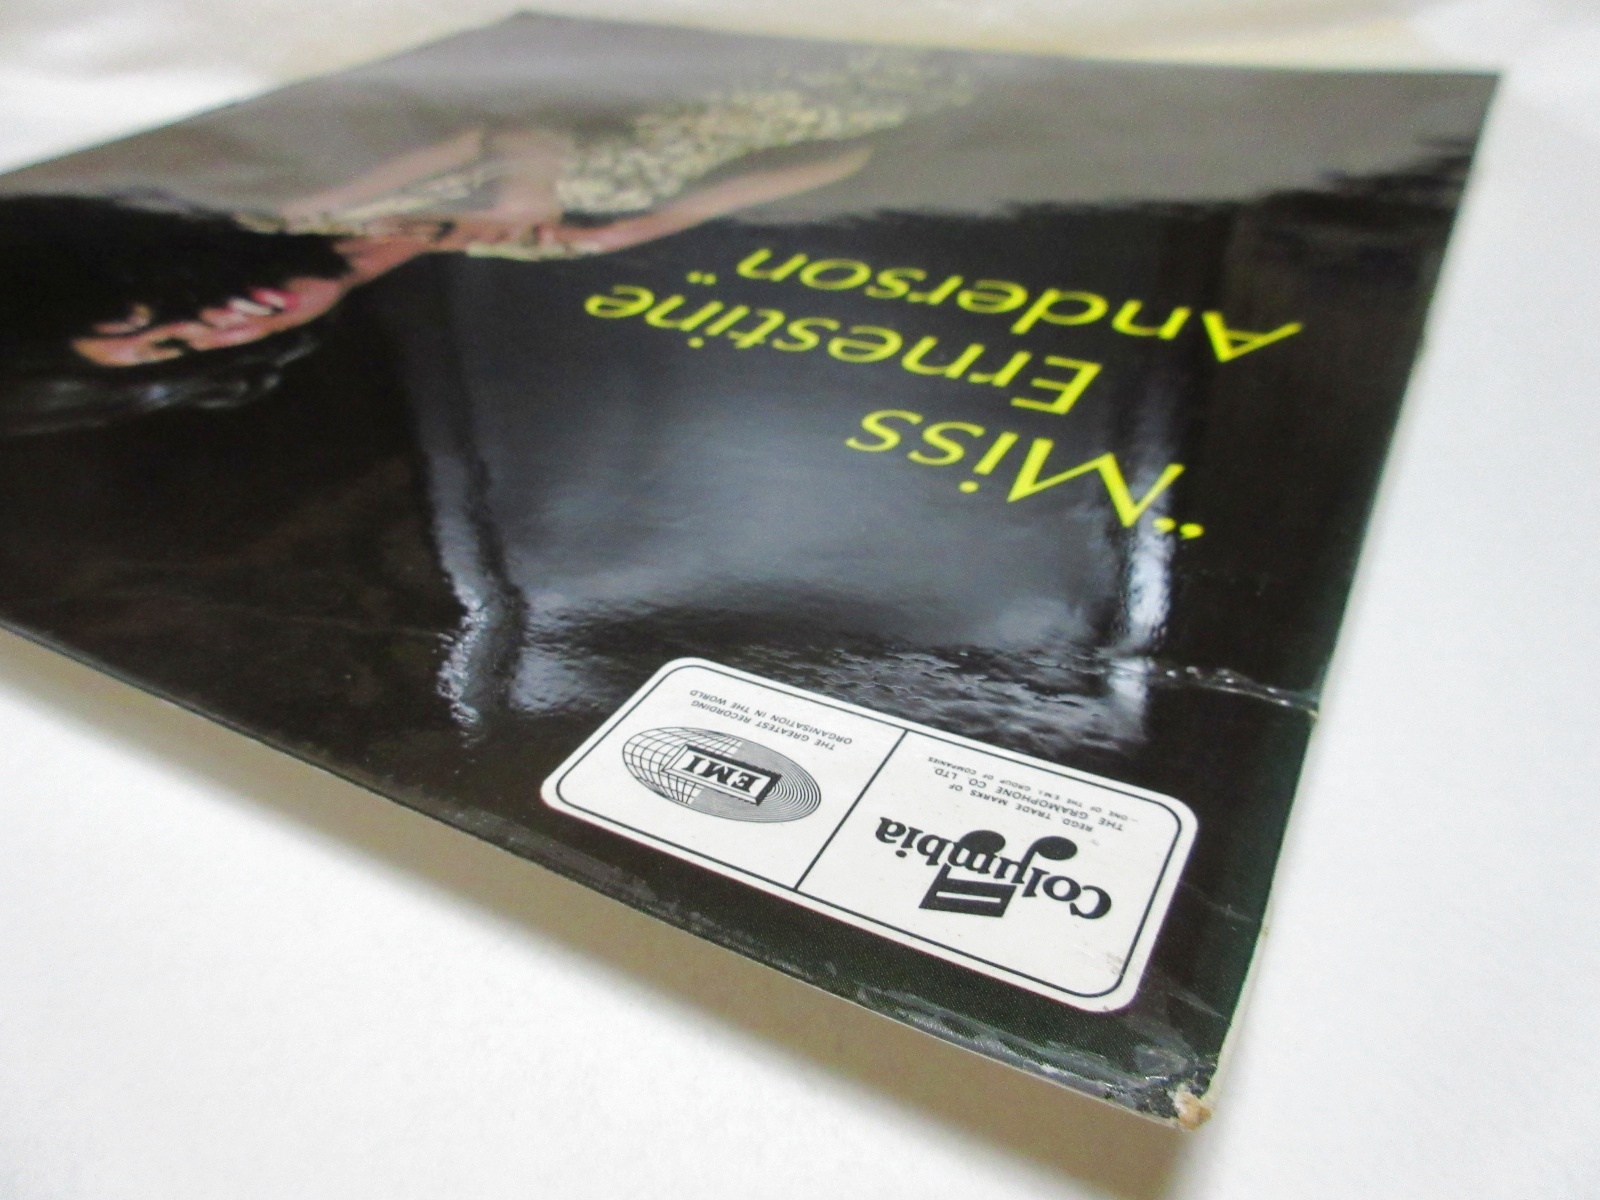 "Miss
Ernestine
Anderson"
Columbia
REGD. TRADE MARKS OF
THE GRAMOPHONE CO. LTD.
—ONE OF THE E.M.I. GROUP OF COMPANIES
EMI
THE GREATEST RECORDING
ORGANISATION IN THE WORLD